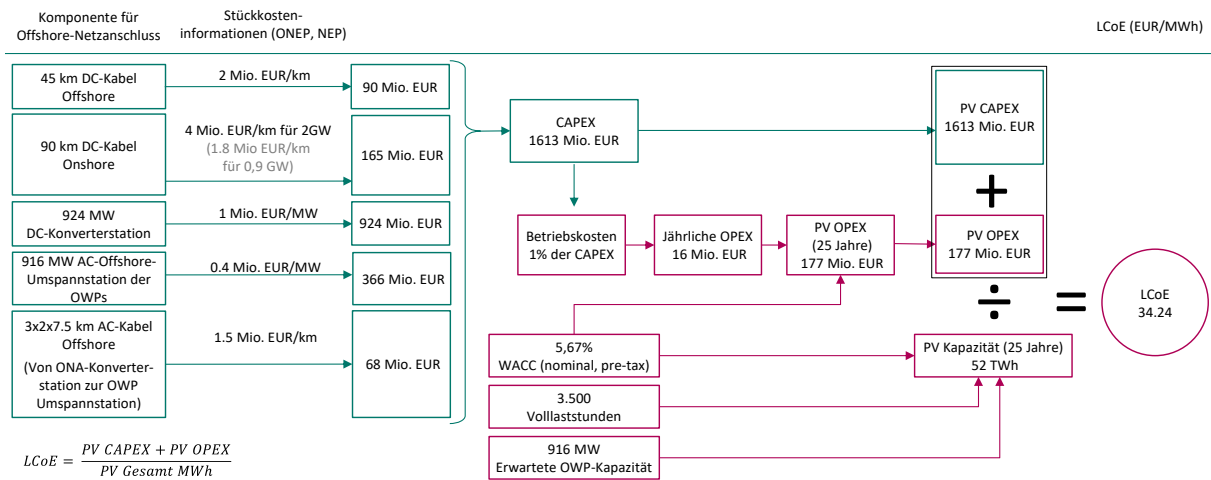 Komponente für
Offshore-Netzanschluss
Stückkosten-
informationen (ONEP, NEP)
LCoE (EUR/MWh)
45 km DC-Kabel
Offshore
2 Mio. EUR/km
90 Mio. EUR
90 km DC-Kabel
Onshore
4 Mio. EUR/km für 2GW
(1.8 Mio EUR/km
für 0,9 GW)
165 Mio. EUR
924 MW
DC-Konverterstation
1 Mio. EUR/MW
924 Mio. EUR
916 MW AC-Offshore-
Umspannstation der
OWPs
0.4 Mio. EUR/MW
366 Mio. EUR
3x2x7.5 km AC-Kabel
Offshore
(Von ONA-Konverter-
station zur OWP
Umspannstation)
1.5 Mio. EUR/km
68 Mio. EUR
CAPEX
1613 Mio. EUR
PV CAPEX
1613 Mio. EUR
+
Betriebskosten
1% der CAPEX
Jährliche OPEX
16 Mio. EUR
PV OPEX
(25 Jahre)
177 Mio. EUR
PV OPEX
177 Mio. EUR
÷
=
LCoE
34.24
5,67%
WACC (nominal, pre-tax)
PV Kapazität (25 Jahre)
52 TWh
3.500
Volllaststunden
916 MW
Erwartete OWP-Kapazität
LCoE = PV CAPEX + PV OPEX
PV Gesamt MWh